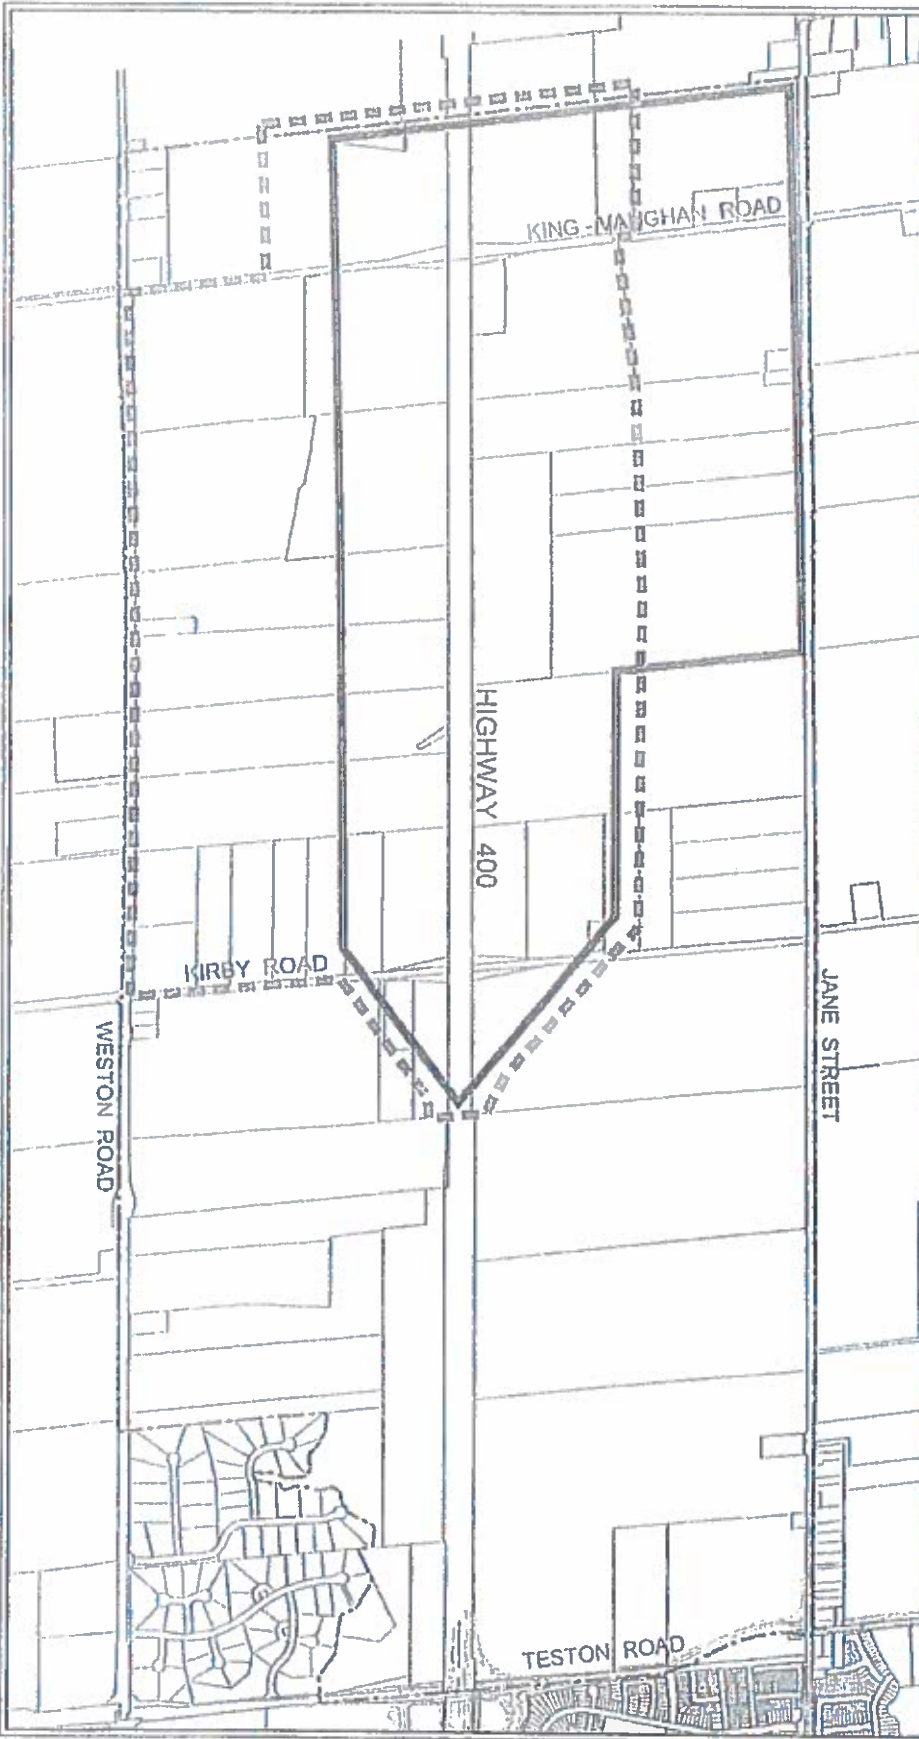 KING-VAUGHAN ROAD
HIGHWAY 400
KIRBY ROAD
JANE STREET
WESTON ROAD
TESTON ROAD